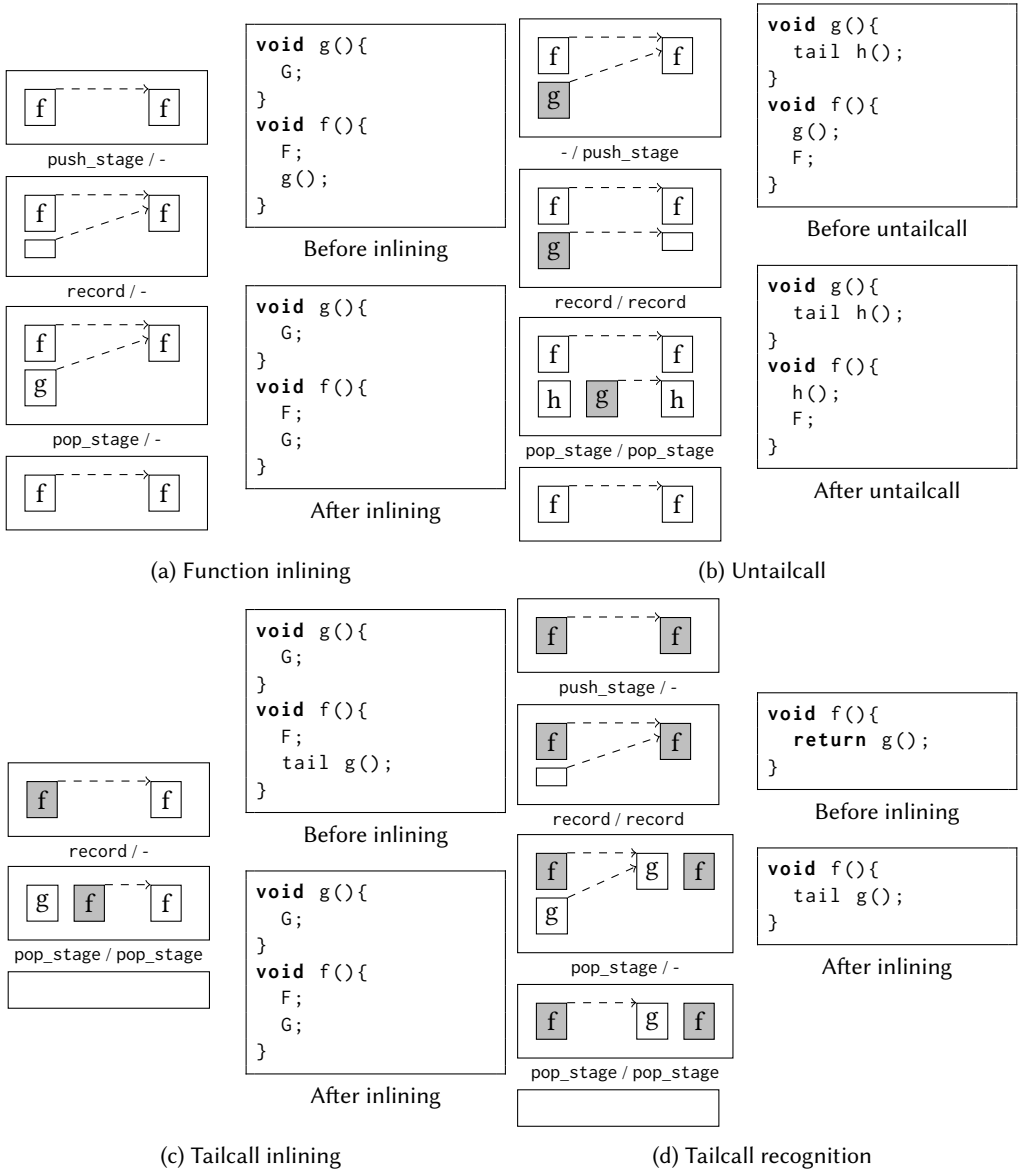 f f
push_stage / -
f f
record / -
f f
g
pop_stage / -
f f
void g(){
G;
}
void f(){
F;
g();
}
Before inlining
void g(){
G;
}
void f(){
F;
G;
}
After inlining
(a) Function inlining
f f
g
- / push_stage
f f
g
record / record
f f
h g h
pop_stage / pop_stage
f f
void g(){
tail h();
}
void f(){
g();
F;
}
Before untailcall
void g(){
tail h();
}
void f(){
h();
F;
}
After untailcall
(b) Untailcall
f f
record / -
g f f
pop_stage / pop_stage
void g(){
G;
}
void f(){
F;
tail g();
}
Before inlining
void g(){
G;
}
void f(){
F;
G;
}
After inlining
(c) Tailcall inlining
f f
push_stage / -
f f
record / record
f g f
g
pop_stage / -
f g f
pop_stage / pop_stage
void f(){
return g();
}
Before inlining
void f(){
tail g();
}
After inlining
(d) Tailcall recognition